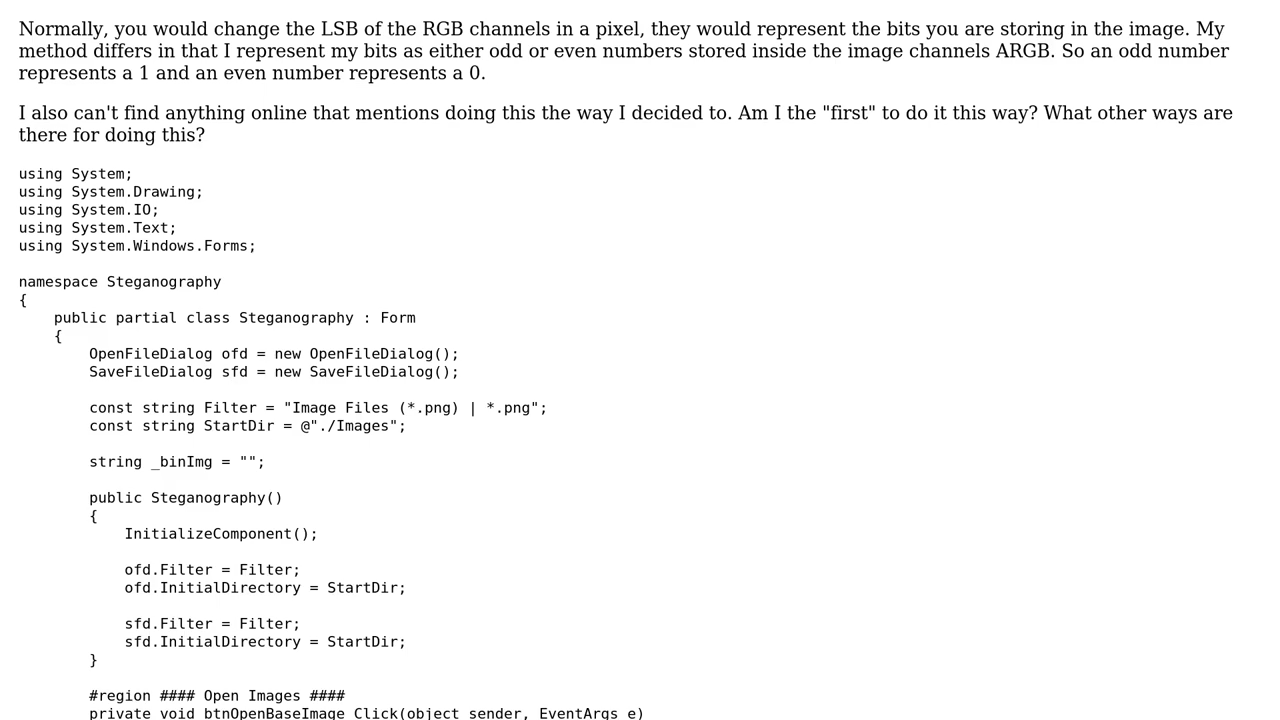 Normally, you would change the LSB of the RGB channels in a pixel, they would represent the bits you are storing in the image. My
method differs in that I represent my bits as either odd or even numbers stored inside the image channels ARGB. So an odd number
represents a 1 and an even number represents a 0.
I also can't find anything online that mentions doing this the way I decided to. Am I the "first" to do it this way? What other ways are
there for doing this?
using System;
using System.Drawing;
using System.IO;
using System.Text;
using System.Windows.Forms;
namespace Steganography
{
    public partial class Steganography : Form
    {
        OpenFileDialog ofd = new OpenFileDialog();
        SaveFileDialog sfd = new SaveFileDialog();
        const string Filter = "Image Files (*.png) | *.png";
        const string StartDir = @"./Images";
        string _binImg = "";
        public Steganography()
        {
            InitializeComponent();
            ofd.Filter = Filter;
            ofd.InitialDirectory = StartDir;
            sfd.Filter = Filter;
            sfd.InitialDirectory = StartDir;
        }
        #region #### Open Images ####
        private void btnOpenBaseImage_Click(object sender, EventArgs e)